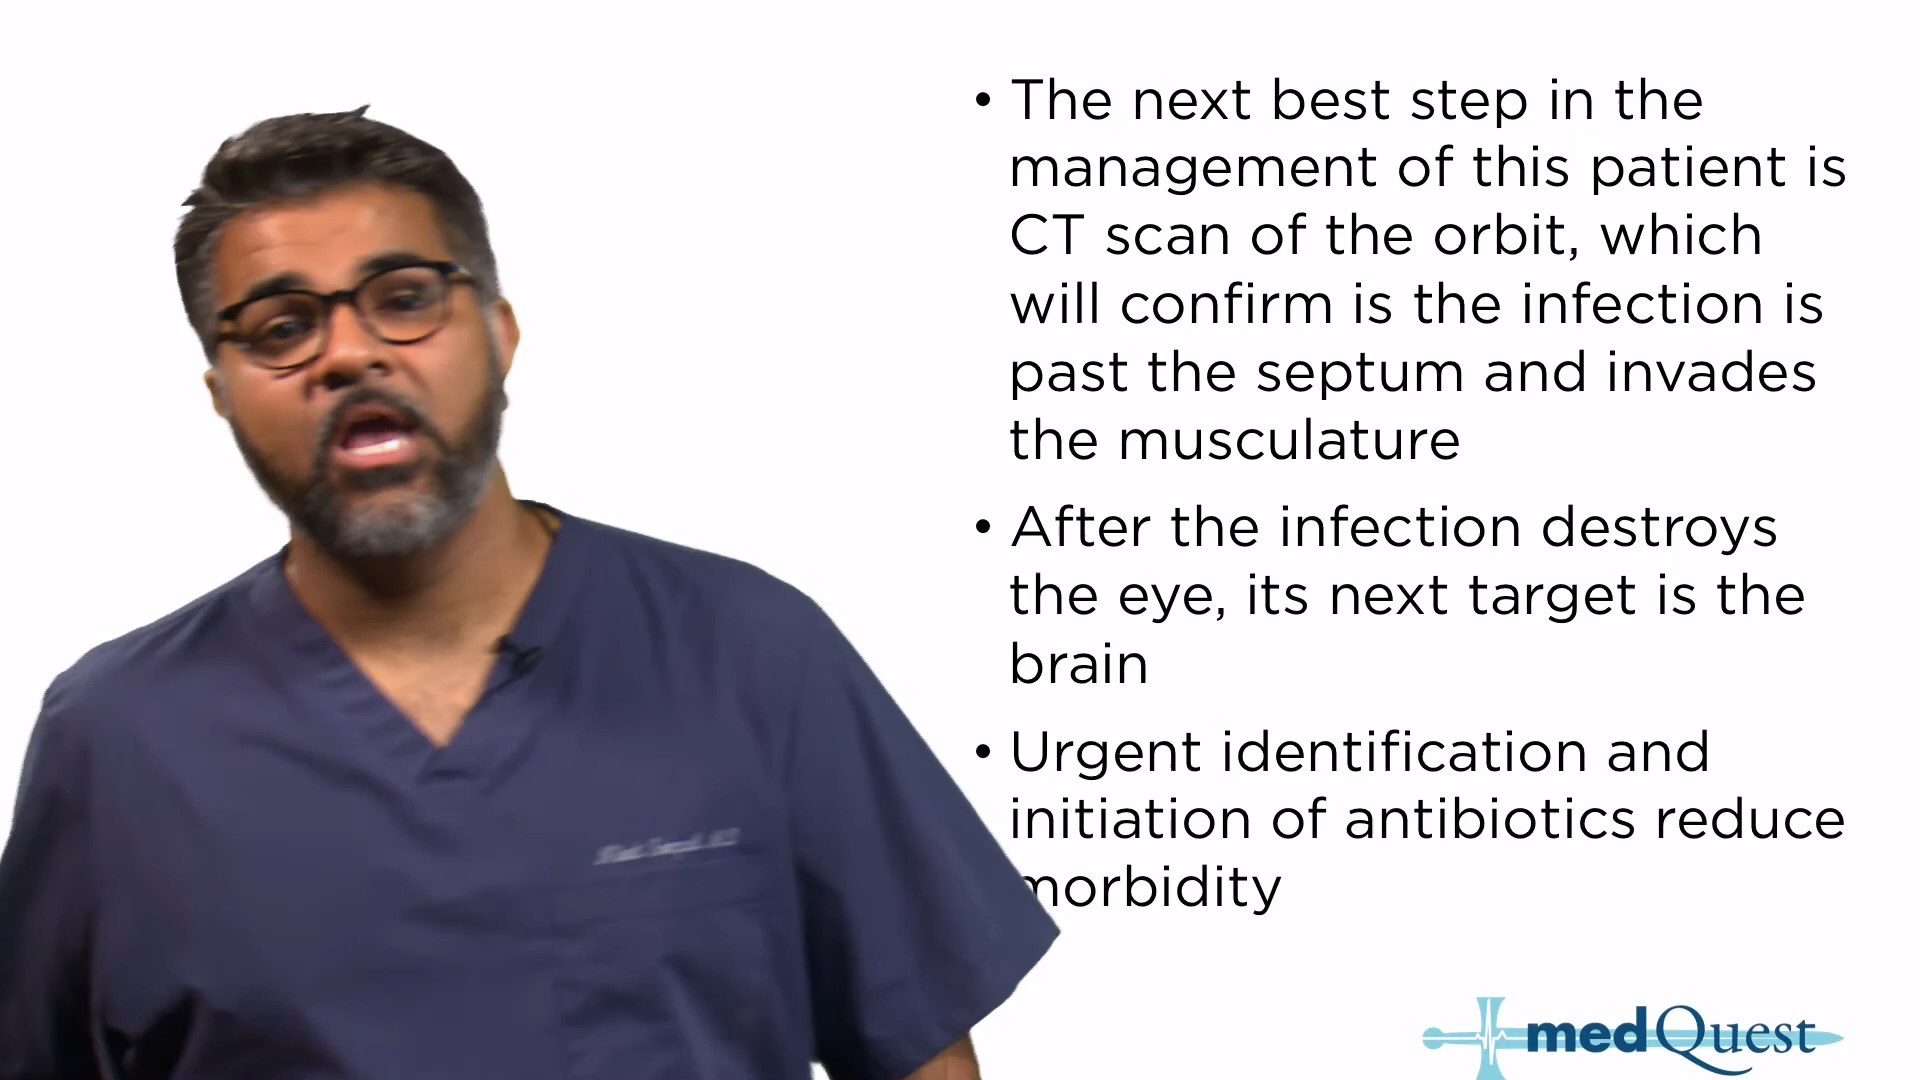 • The next best step in the
management of this patient is
CT scan of the orbit, which
will confirm is the infection is
past the septum and invades
the musculature
• After the infection destroys
the eye, its next target is the
brain
• Urgent identification and
initiation of antibiotics reduce
morbidity
medQuest